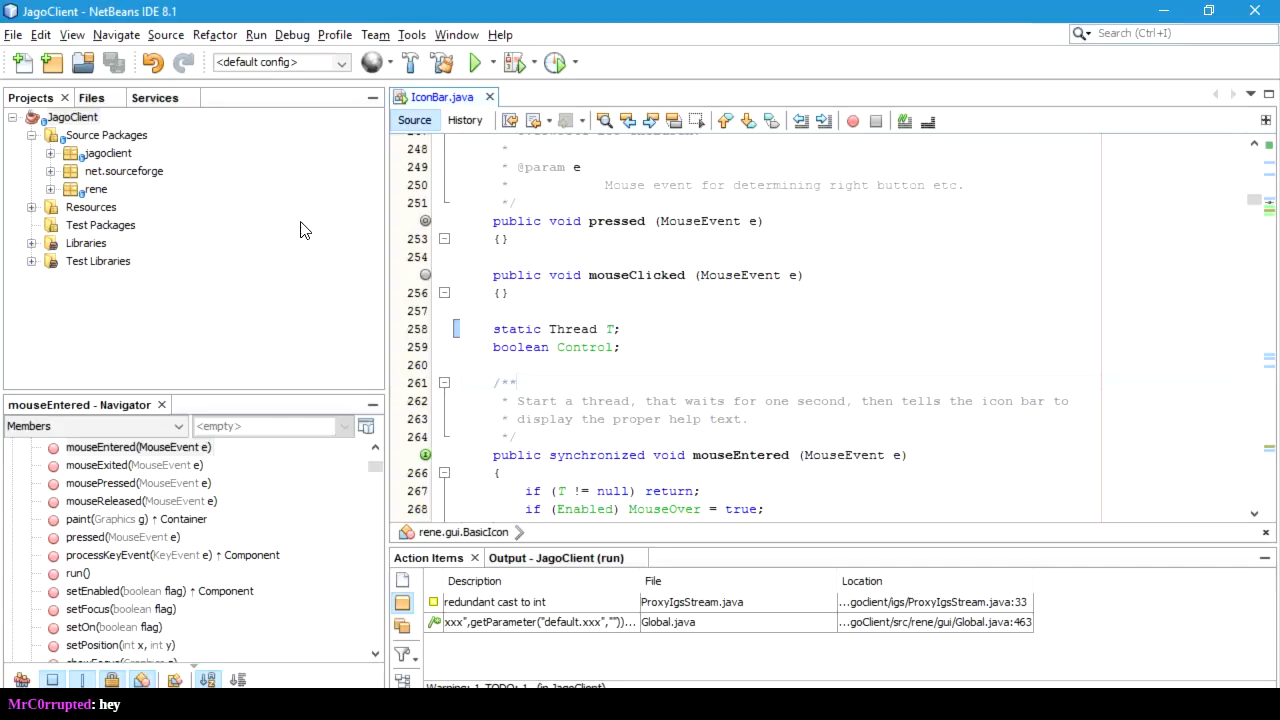 JagoClient - NetBeans IDE 8.1
File Edit View Navigate Source Refactor Run Debug Profile Team Tools Window Help
Search (Ctrl+I)
<default config>
Projects Files Services
JagoClient
Source Packages
jagoclient
net.sourceforge
rene
Resources
Test Packages
Libraries
Test Libraries
mouseEntered - Navigator
Members <empty>
mouseEntered(MouseEvent e)
mouseExited(MouseEvent e)
mousePressed(MouseEvent e)
mouseReleased(MouseEvent e)
paint(Graphics g) ↑ Container
pressed(MouseEvent e)
processKeyEvent(KeyEvent e) ↑ Component
run()
setEnabled(boolean flag) ↑ Component
setFocus(boolean flag)
setOn(boolean flag)
setPosition(int x, int y)
IconBar.java
Source History
248 *
249 * @param e
250 * Mouse event for determining right button etc.
251 */
public void pressed (MouseEvent e)
253 {}
254
public void mouseClicked (MouseEvent e)
256 {}
257
258 static Thread T;
259 boolean Control;
260
261 /**
262 * Start a thread, that waits for one second, then tells the icon bar to
263 * display the proper help text.
264 */
public synchronized void mouseEntered (MouseEvent e)
266 {
267 if (T != null) return;
268 if (Enabled) MouseOver = true;
rene.gui.BasicIcon
Action Items Output - JagoClient (run)
Description File Location
redundant cast to int ProxyIgsStream.java ...goclient/igs/ProxyIgsStream.java:33
xxx",getParameter("default.xxx",""))... Global.java ...goClient/src/rene/gui/Global.java:463
MrC0rrupted: hey